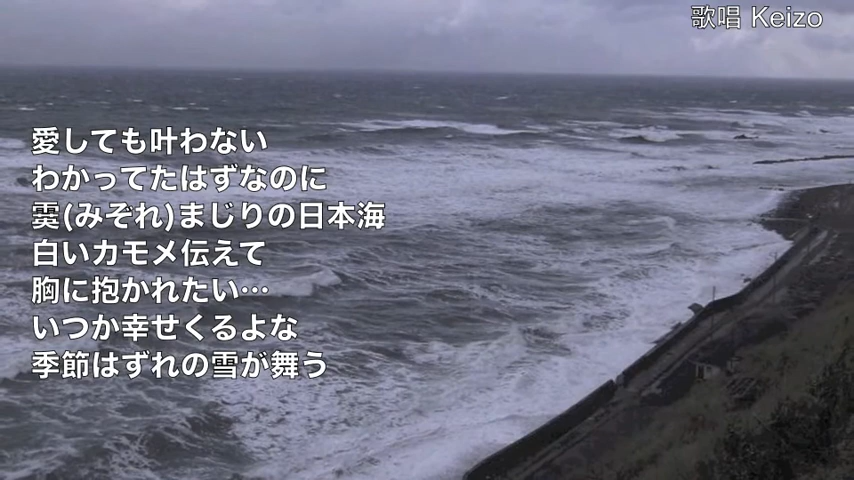 歌唱 Keizo
愛しても叶わない
わかってたはずなのに
霙(みぞれ)まじりの日本海
白いカモメ伝えて
胸に抱かれたい…
いつか幸せくるよな
季節はずれの雪が舞う